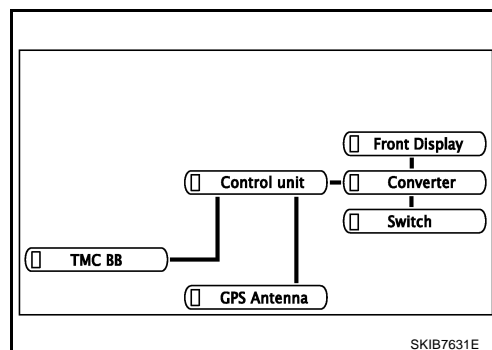 Front Display
Control unit
Converter
Switch
TMC BB
GPS Antenna
SKIB7631E